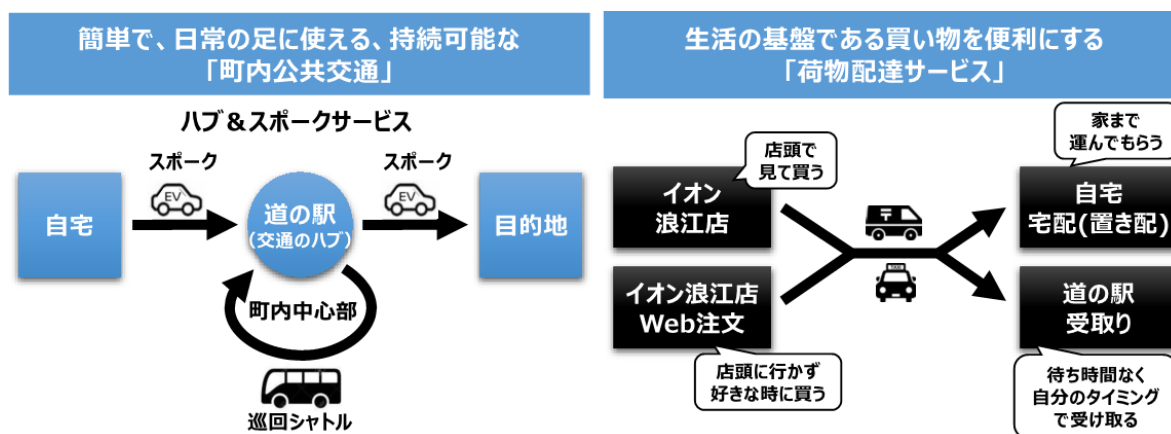 簡単で、日常の足に使える、持続可能な
「町内公共交通」
ハブ＆スポークサービス
スポーク
スポーク
EV
EV
自宅
道の駅
(交通のハブ)
目的地
町内中心部
巡回シャトル
生活の基盤である買い物を便利にする
「荷物配達サービス」
店頭で
見て買う
家まで
運んでもらう
イオン
浪江店
〒
自宅
宅配(置き配)
イオン浪江店
Web注文
道の駅
受取り
店頭に行かず
好きな時に買う
待ち時間なく
自分のタイミング
で受け取る